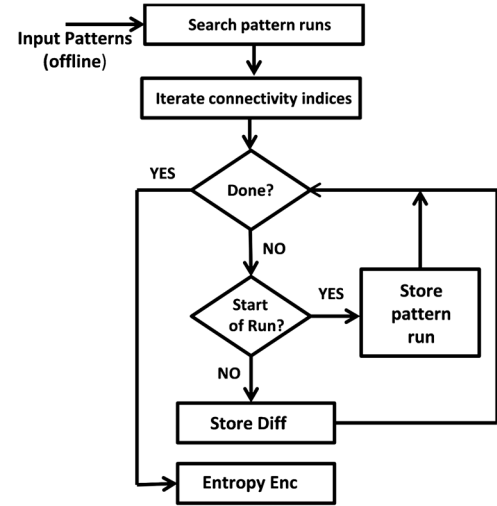 Input Patterns
(offline)
Search pattern runs
Iterate connectivity indices
YES
Done?
NO
Start
of Run?
YES
Store
pattern
run
NO
Store Diff
Entropy Enc